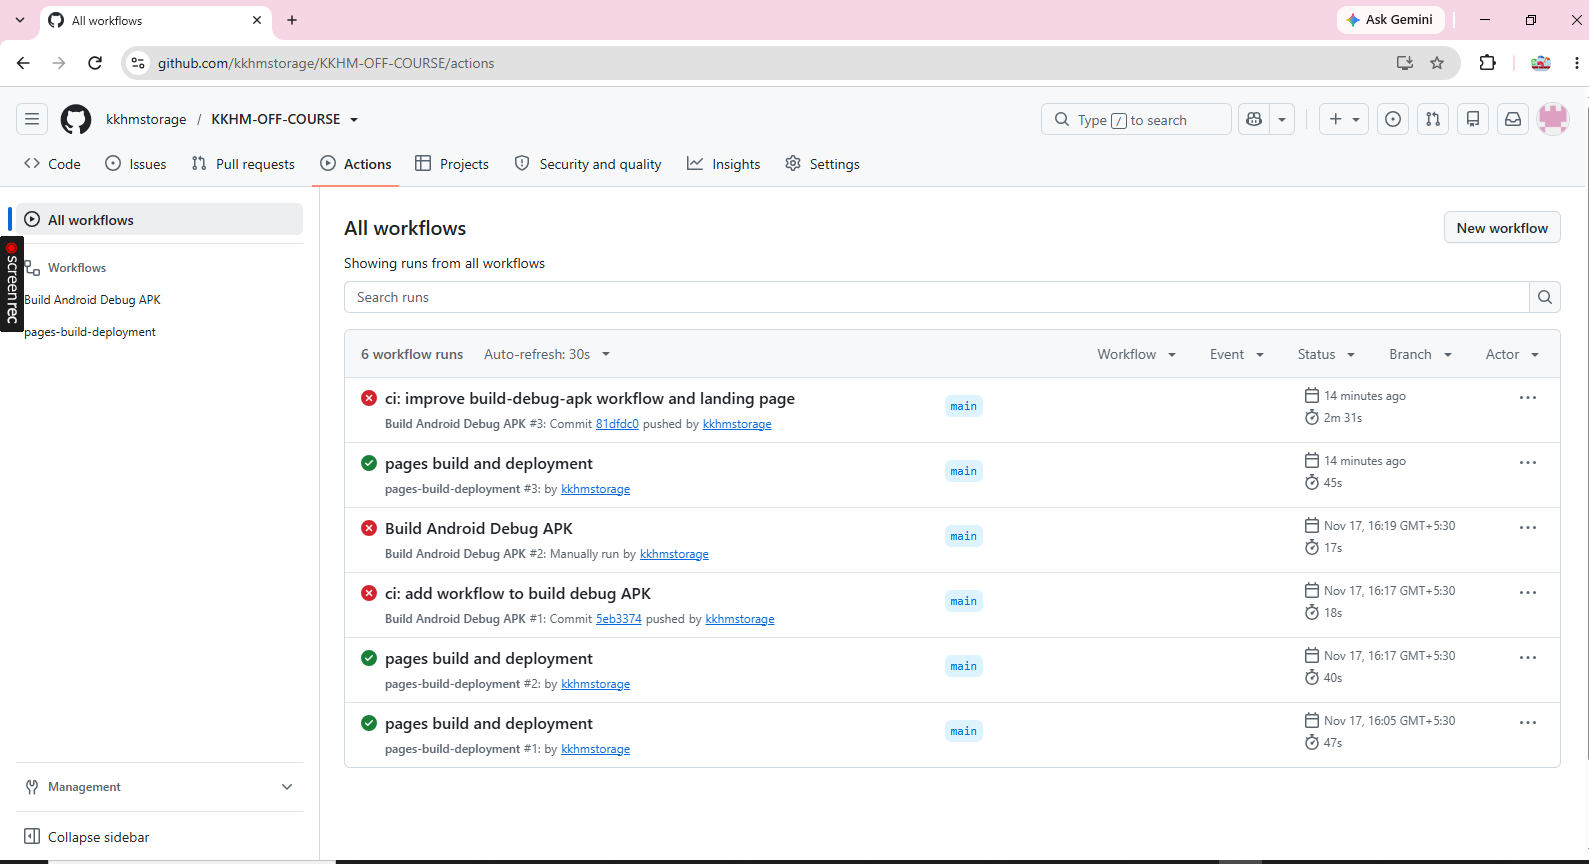 All workflows
Ask Gemini
github.com/kkhmstorage/KKHM-OFF-COURSE/actions
kkhmstorage / KKHM-OFF-COURSE
Type / to search
Code
Issues
Pull requests
Actions
Projects
Security and quality
Insights
Settings
All workflows
Workflows
Build Android Debug APK
pages-build-deployment
screenrec
Management
Collapse sidebar
All workflows
New workflow
Showing runs from all workflows
Search runs
6 workflow runs
Auto-refresh: 30s
Workflow
Event
Status
Branch
Actor
ci: improve build-debug-apk workflow and landing page
Build Android Debug APK #3: Commit 81dfdc0 pushed by kkhmstorage
main
14 minutes ago
2m 31s
pages build and deployment
pages-build-deployment #3: by kkhmstorage
main
14 minutes ago
45s
Build Android Debug APK
Build Android Debug APK #2: Manually run by kkhmstorage
main
Nov 17, 16:19 GMT+5:30
17s
ci: add workflow to build debug APK
Build Android Debug APK #1: Commit 5eb3374 pushed by kkhmstorage
main
Nov 17, 16:17 GMT+5:30
18s
pages build and deployment
pages-build-deployment #2: by kkhmstorage
main
Nov 17, 16:17 GMT+5:30
40s
pages build and deployment
pages-build-deployment #1: by kkhmstorage
main
Nov 17, 16:05 GMT+5:30
47s